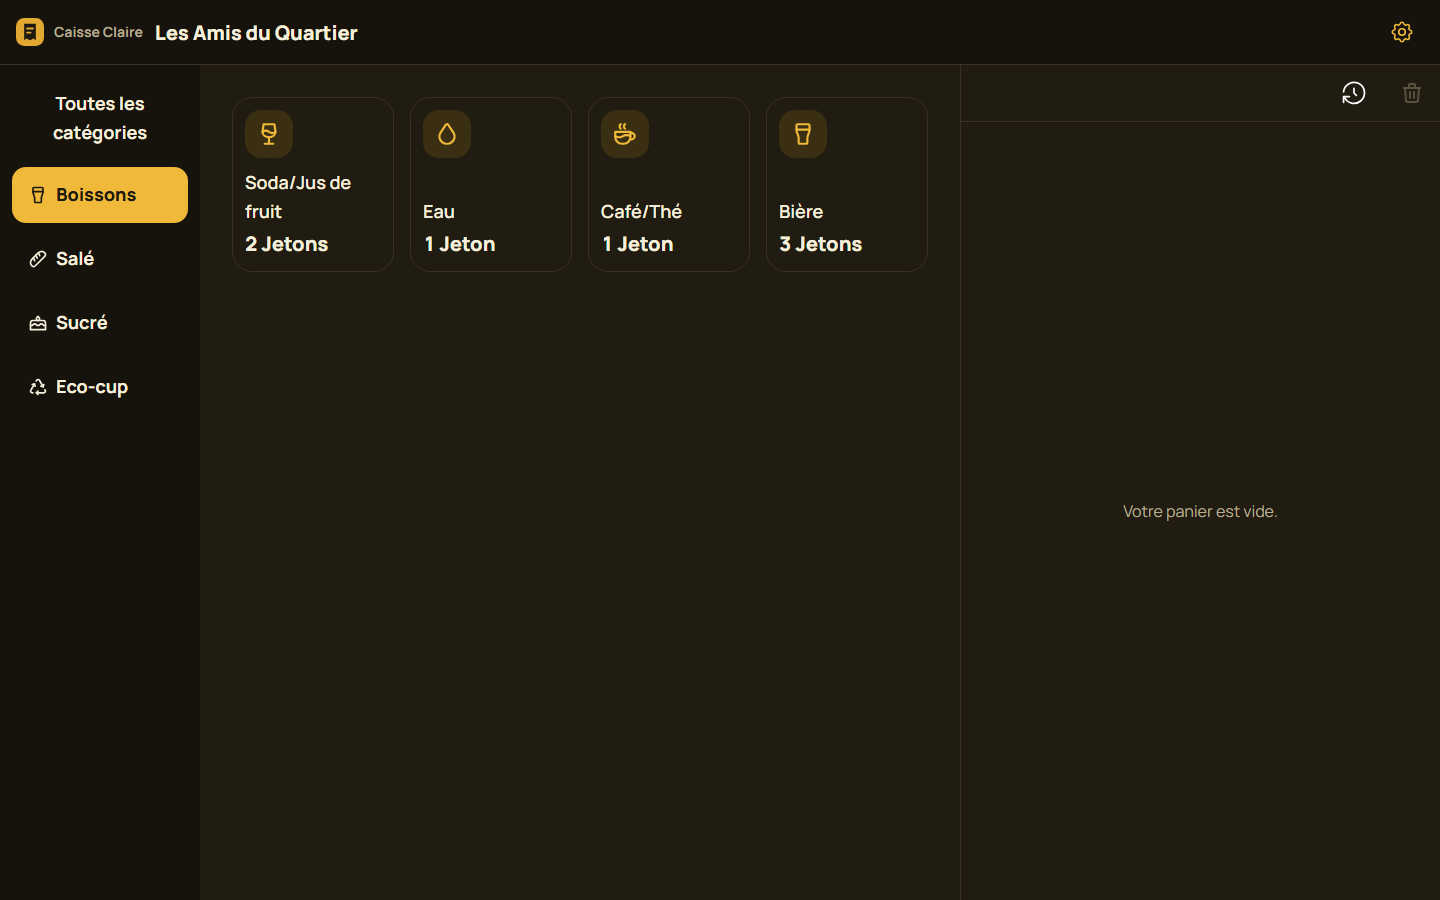 Caisse Claire
Les Amis du Quartier
Toutes les
catégories
Boissons
Salé
Sucré
Eco-cup
Soda/Jus de
fruit
2 Jetons
Eau
1 Jeton
Café/Thé
1 Jeton
Bière
3 Jetons
Votre panier est vide.